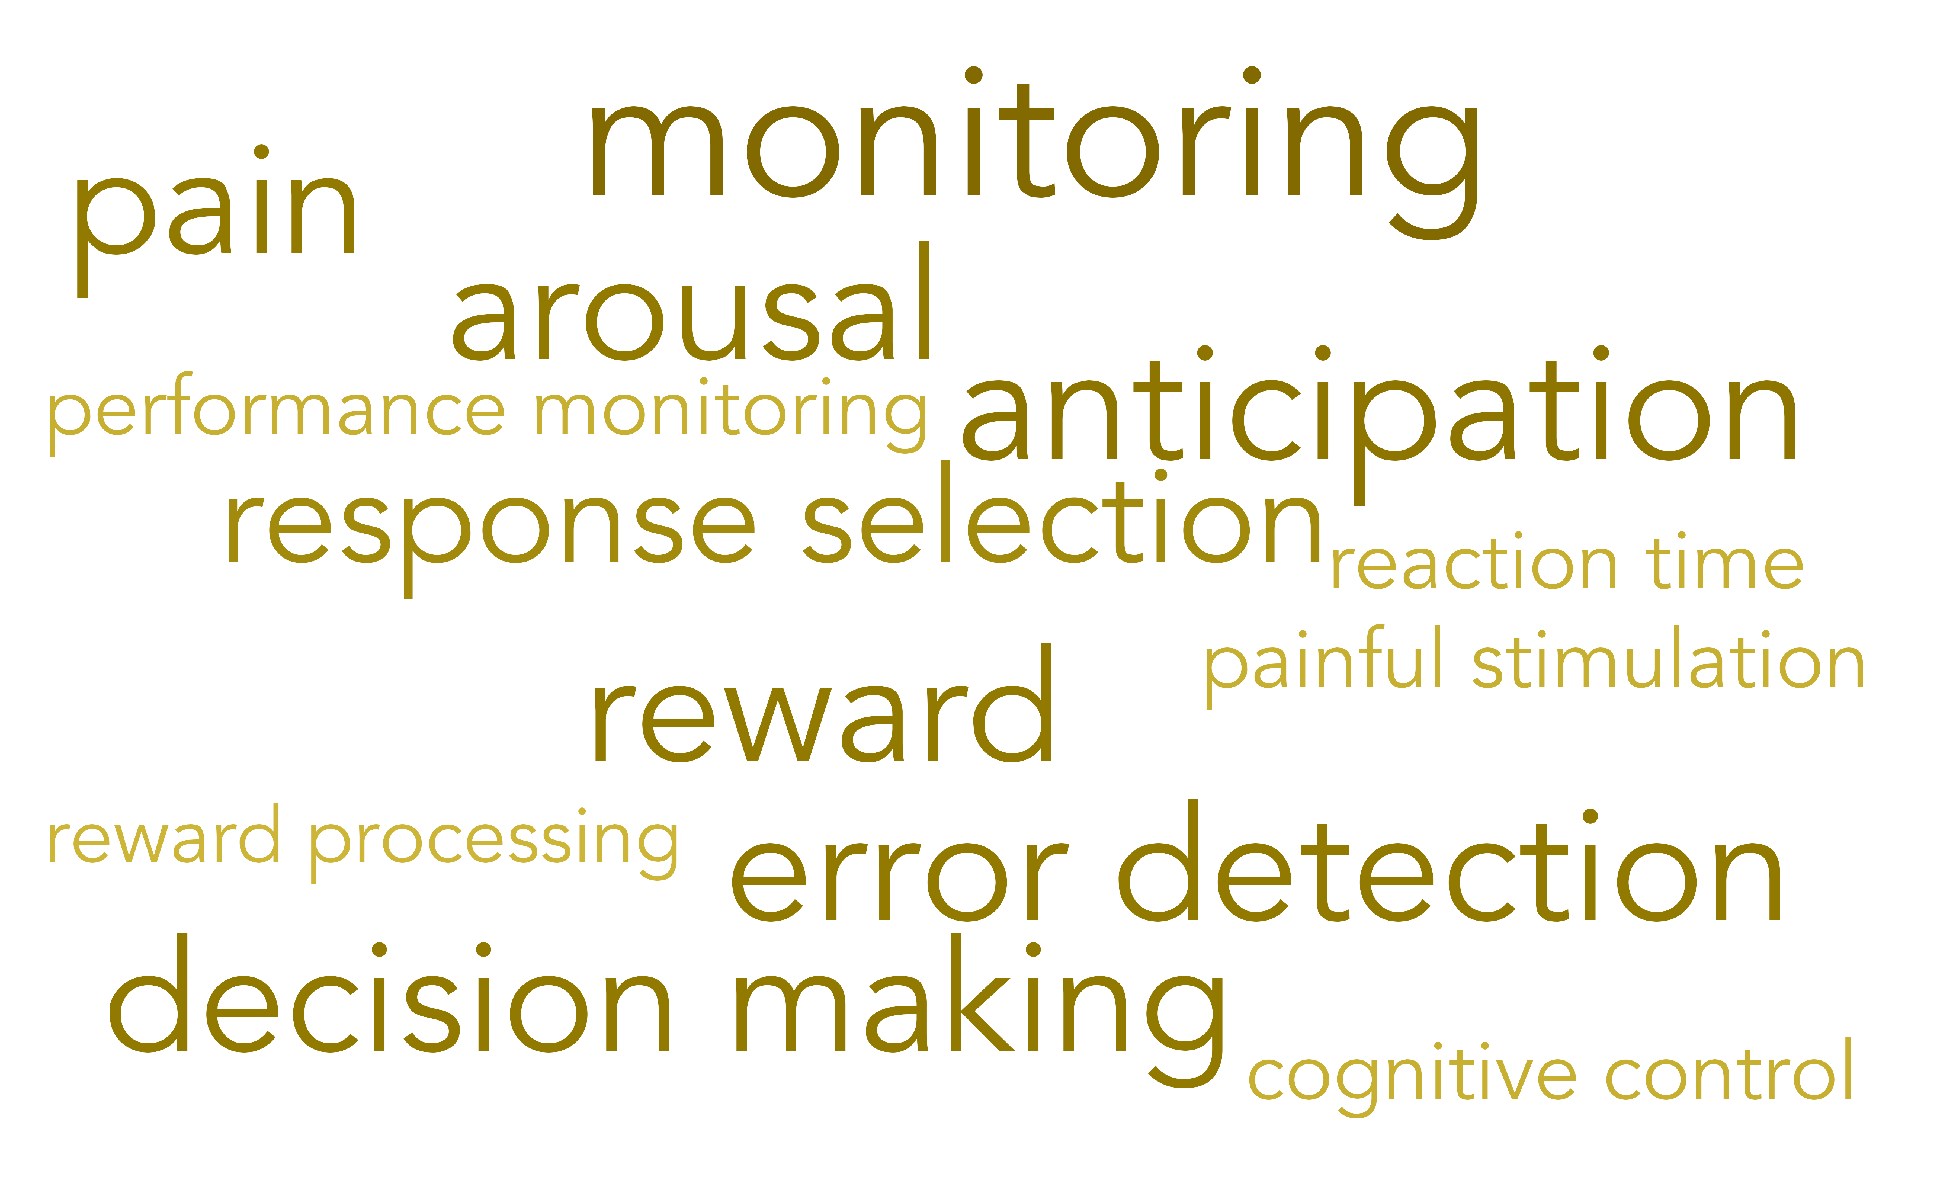 monitoring
pain
arousal
anticipation
performance monitoring
response selection
reaction time
painful stimulation
reward
reward processing
error detection
decision making
cognitive control